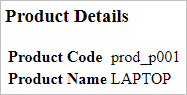 Product Details
Product Code prod_p001
Product Name LAPTOP